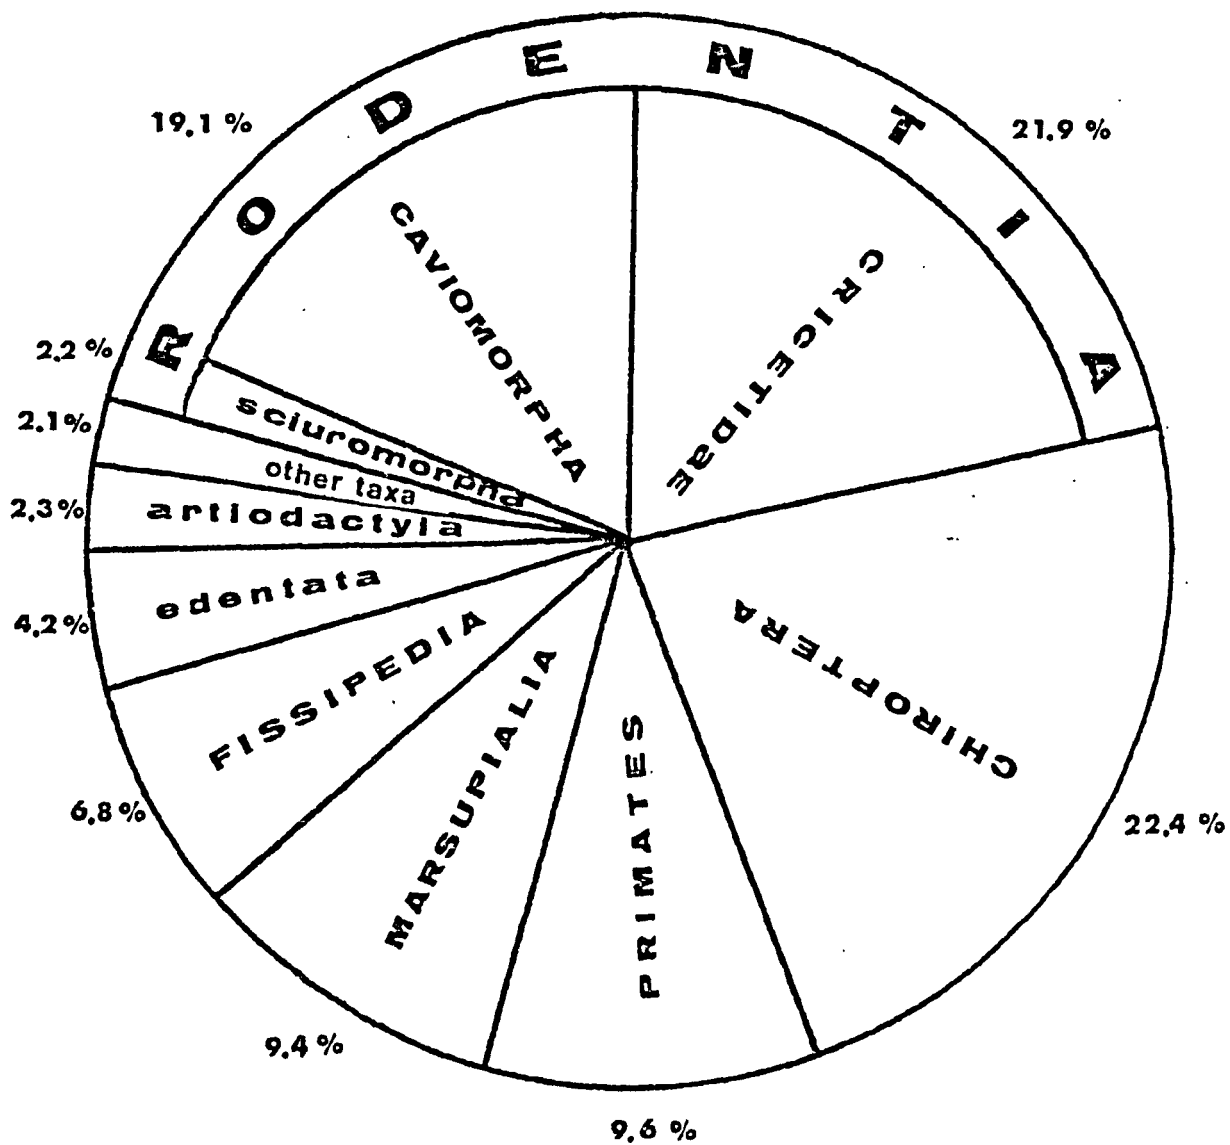 RODENTIA
19.1 %
21.9 %
CAVIOMORPHA
CRICETIDaE
2.2 %
sciuromorpha
2.1 %
other taxa
2.3 %
artiodactyla
edentata
4.2 %
FISSIPEDIA
CHIROPTERA
MARSUPIALIA
PRIMATES
6.8 %
22.4 %
9.4 %
9.6 %